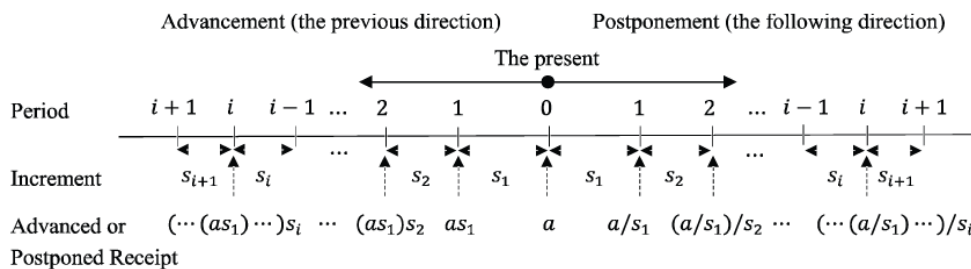 Advancement (the previous direction) Postponement (the following direction)
The present
Period i + 1 i i − 1 ... 2 1 0 1 2 ... i − 1 i i + 1
... ...
Increment s_{i+1} s_i s_2 s_1 s_1 s_2 s_i s_{i+1}
Advanced or (⋯ (as_1) ⋯)s_i ⋯ (as_1)s_2 as_1 a a/s_1 (a/s_1)/s_2 ⋯ (⋯ (a/s_1) ⋯)/s_i
Postponed Receipt